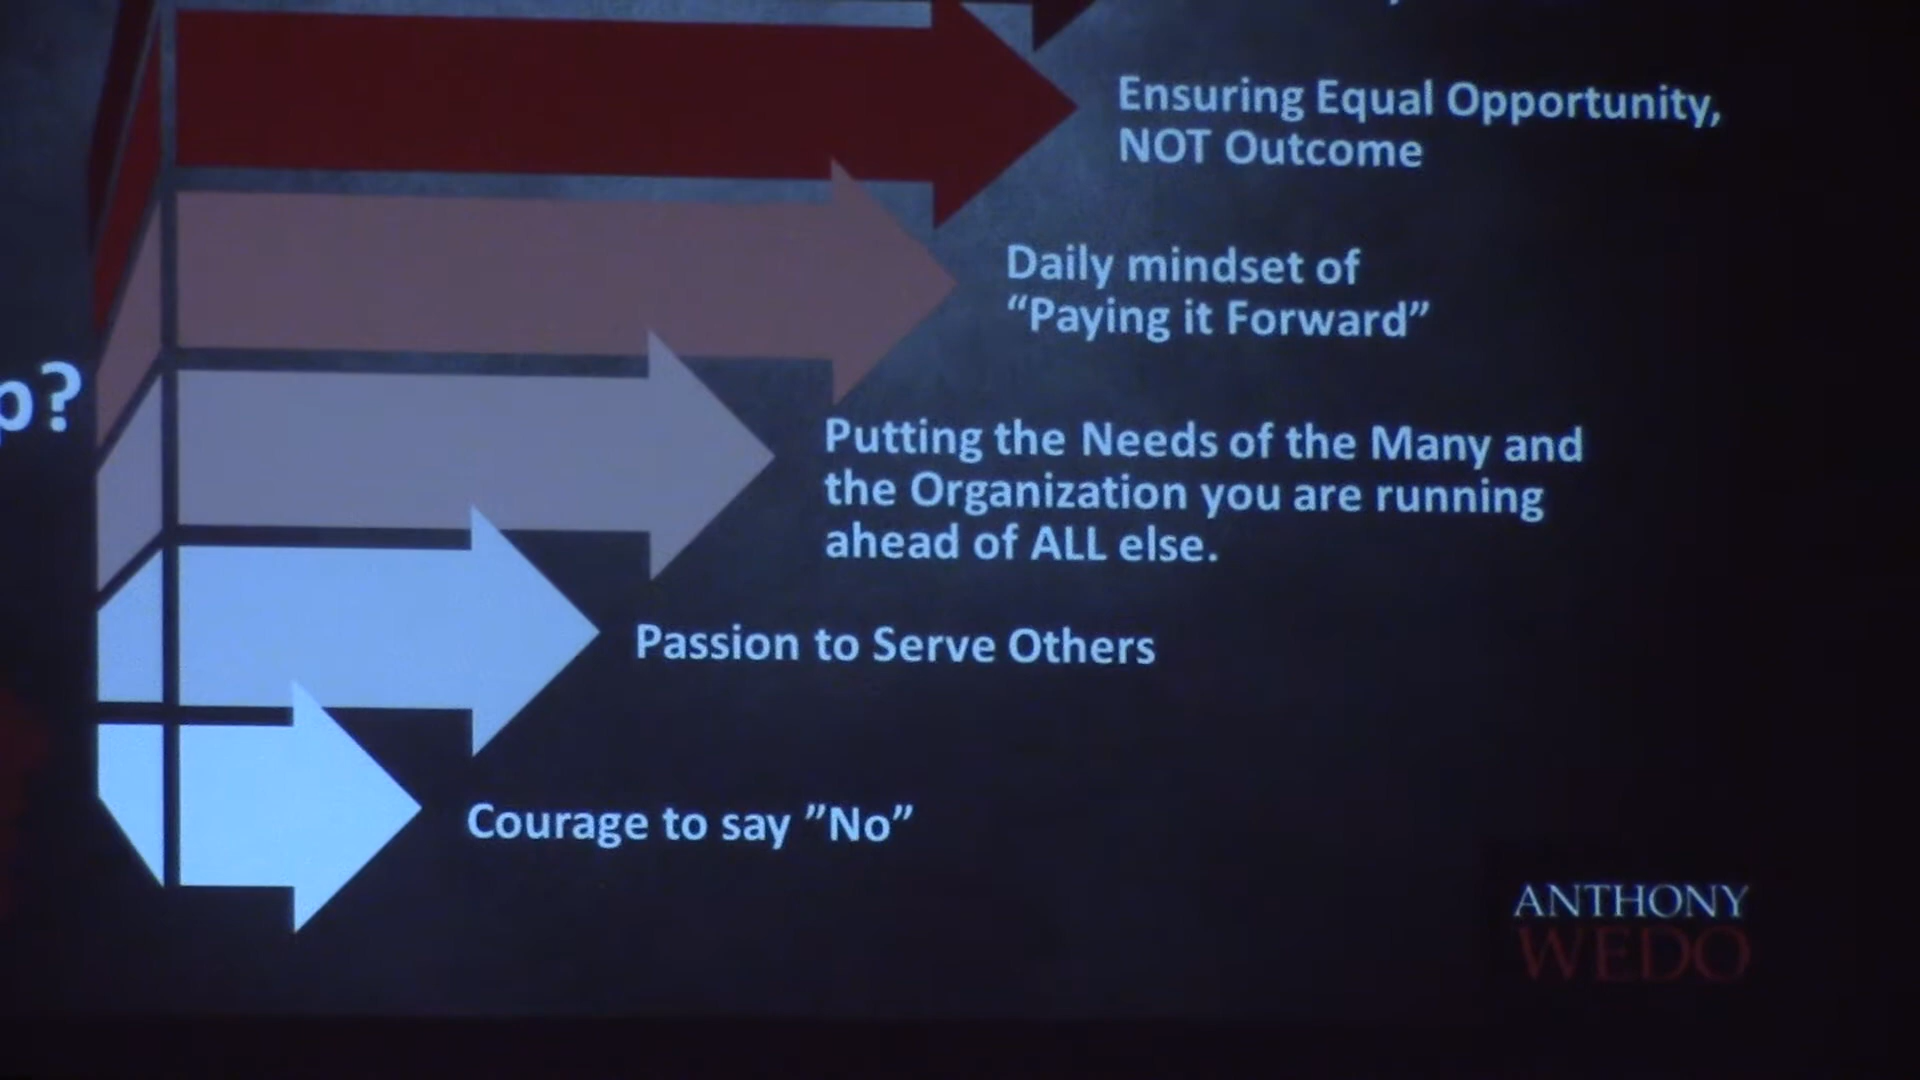 Ensuring Equal Opportunity,
NOT Outcome
Daily mindset of
“Paying it Forward”
p?
Putting the Needs of the Many and
the Organization you are running
ahead of ALL else.
Passion to Serve Others
Courage to say ”No”
ANTHONY
WEDO